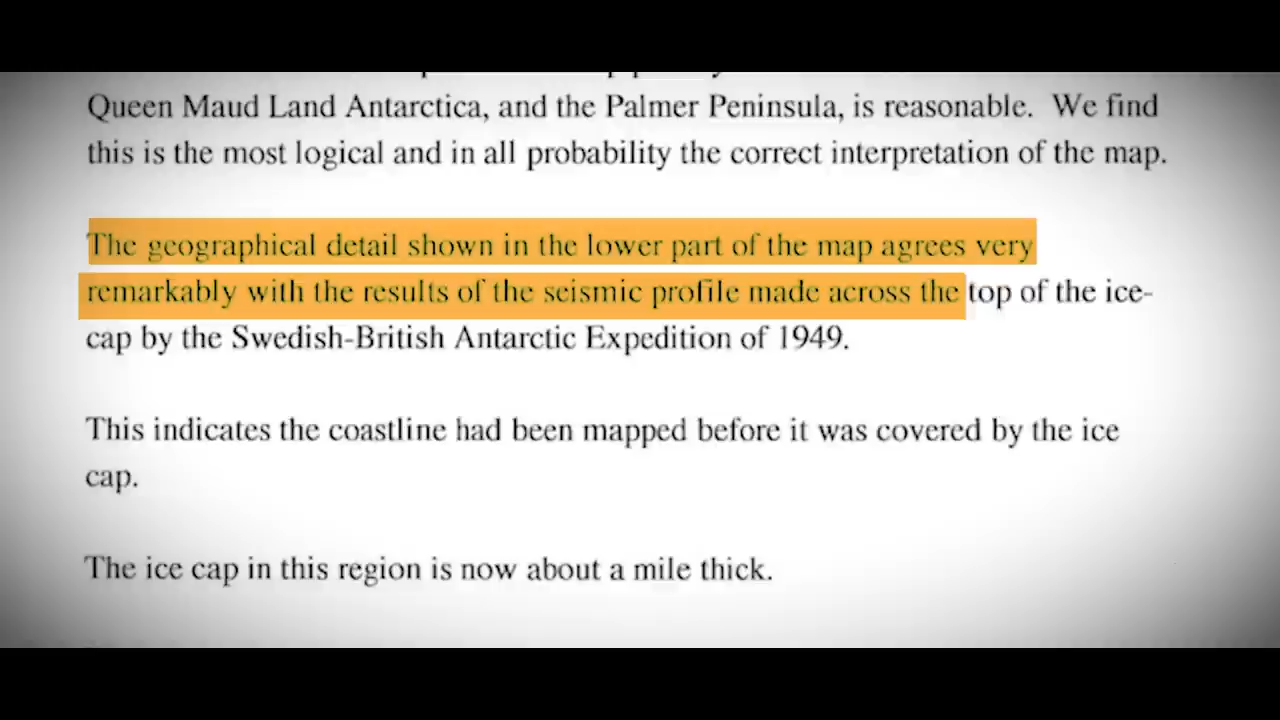 Queen Maud Land Antarctica, and the Palmer Peninsula, is reasonable. We find
this is the most logical and in all probability the correct interpretation of the map.
The geographical detail shown in the lower part of the map agrees very
remarkably with the results of the seismic profile made across the top of the ice-
cap by the Swedish-British Antarctic Expedition of 1949.
This indicates the coastline had been mapped before it was covered by the ice
cap.
The ice cap in this region is now about a mile thick.